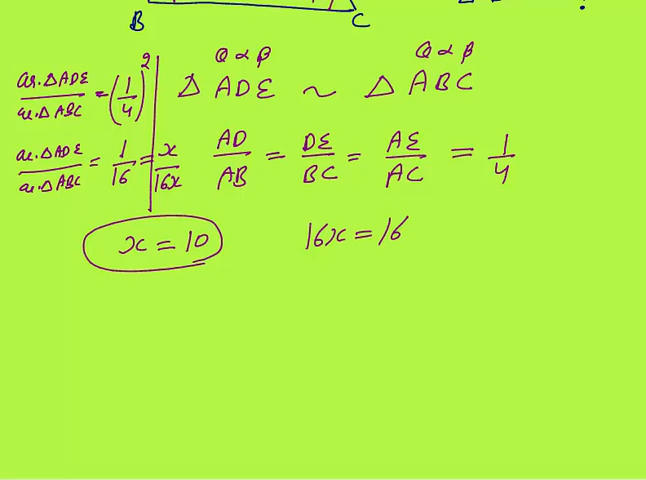 B C
ar.ΔADE/ar.ΔABC = (1/4)²
θ α β θ α β
Δ ADE ~ Δ ABC
ar.ΔADE/ar.ΔABC = 1/16 = x/16x
AD/AB = DE/BC = AE/AC = 1/4
x = 10
16x = 16